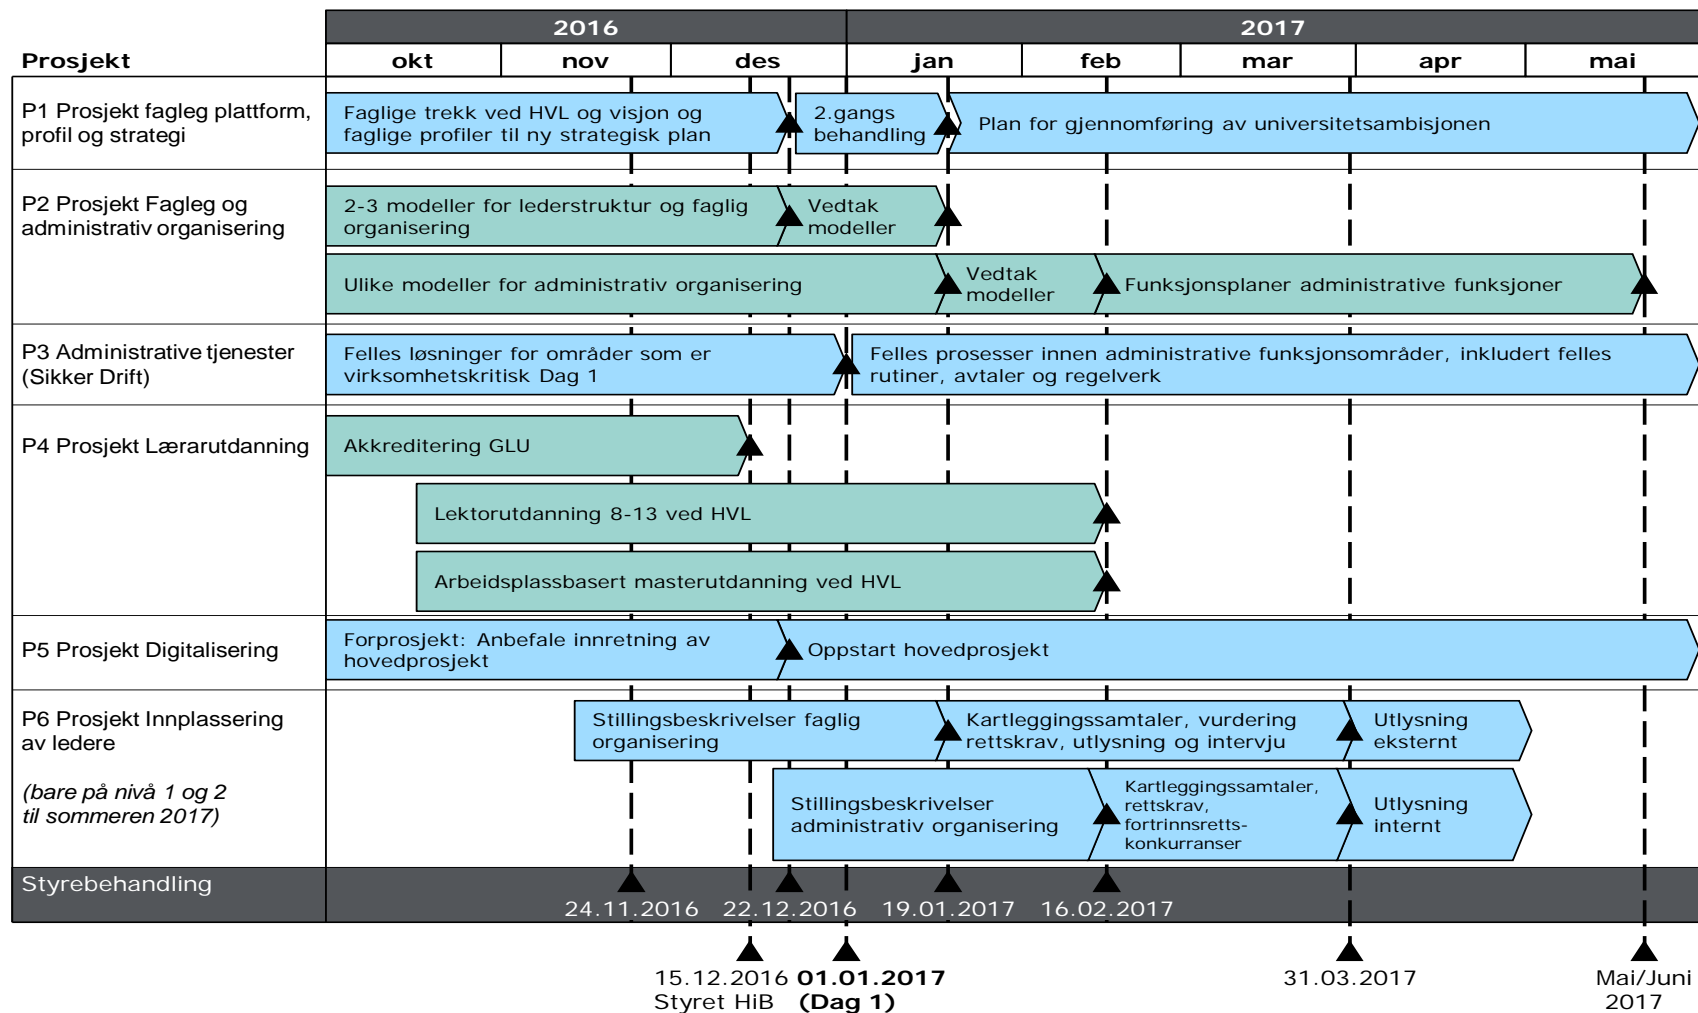 2016
2017
Prosjekt
okt
nov
des
jan
feb
mar
apr
mai
P1 Prosjekt fagleg plattform,
profil og strategi
Faglige trekk ved HVL og visjon og
faglige profiler til ny strategisk plan
2.gangs
behandling
Plan for gjennomføring av universitetsambisjonen
P2 Prosjekt Fagleg og
administrativ organisering
2-3 modeller for lederstruktur og faglig
organisering
Vedtak
modeller
Ulike modeller for administrativ organisering
Vedtak
modeller
Funksjonsplaner administrative funksjoner
P3 Administrative tjenester
(Sikker Drift)
Felles løsninger for områder som er
virksomhetskritisk Dag 1
Felles prosesser innen administrative funksjonsområder, inkludert felles
rutiner, avtaler og regelverk
P4 Prosjekt Lærarutdanning
Akkreditering GLU
Lektorutdanning 8-13 ved HVL
Arbeidsplassbasert masterutdanning ved HVL
P5 Prosjekt Digitalisering
Forprosjekt: Anbefale innretning av
hovedprosjekt
Oppstart hovedprosjekt
P6 Prosjekt Innplassering
av ledere
(bare på nivå 1 og 2
til sommeren 2017)
Stillingsbeskrivelser faglig
organisering
Kartleggingssamtaler, vurdering
rettskrav, utlysning og intervju
Utlysning
eksternt
Stillingsbeskrivelser
administrativ organisering
Kartleggingssamtaler,
rettskrav,
fortrinnsretts-
konkurranser
Utlysning
internt
Styrebehandling
24.11.2016
22.12.2016
19.01.2017
16.02.2017
15.12.2016
Styret HiB
01.01.2017
(Dag 1)
31.03.2017
Mai/Juni
2017